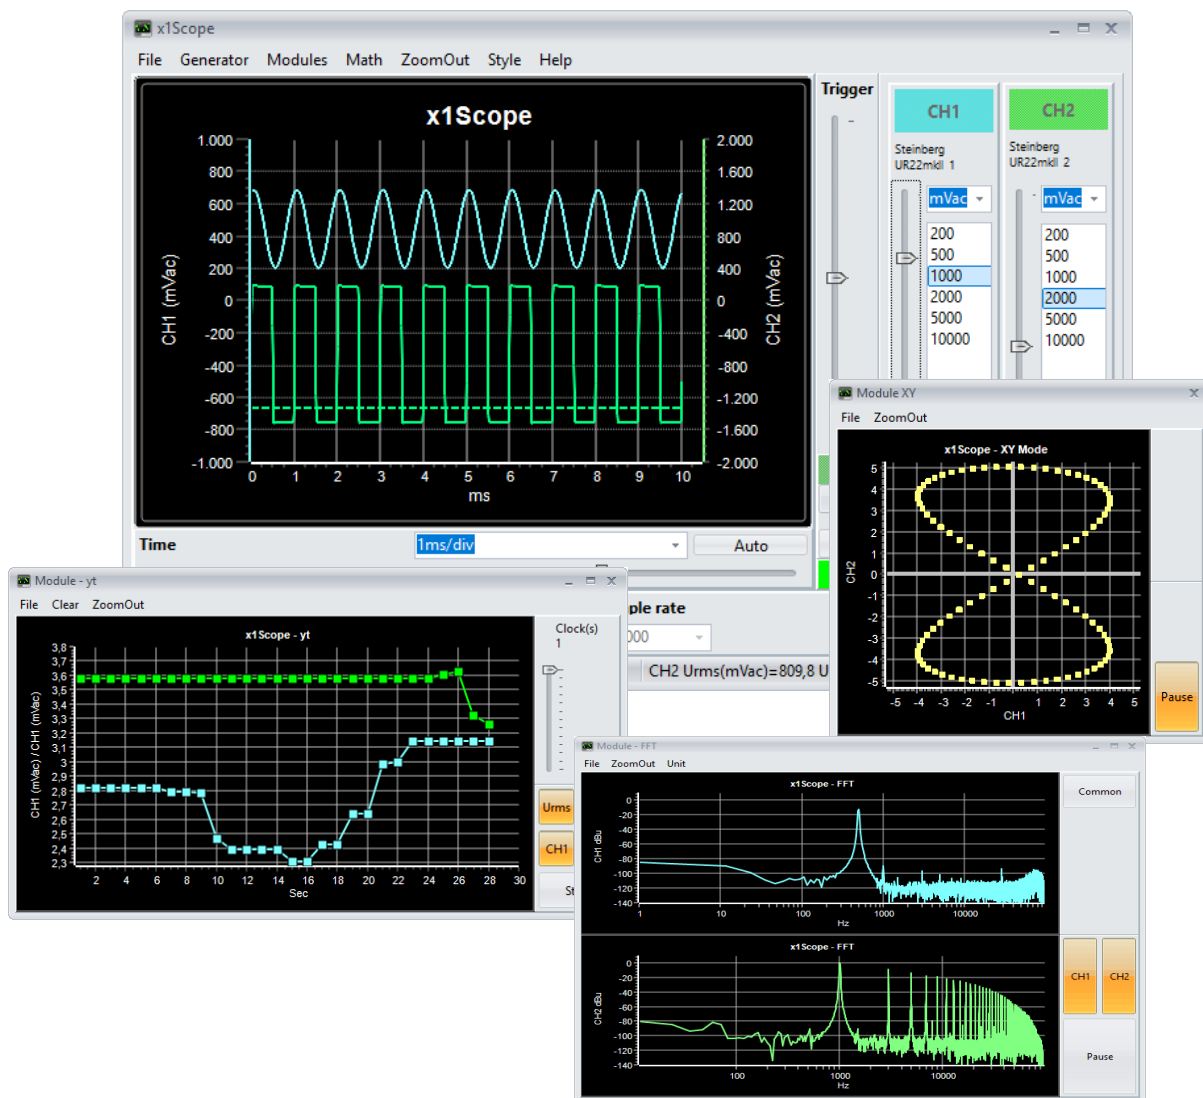 x1Scope
File Generator Modules Math ZoomOut Style Help
x1Scope
1.000
800
600
400
200
0
-200
-400
-600
-800
-1.000
CH1 (mVac)
2.000
1.600
1.200
800
400
0
-400
-800
-1.200
-1.600
-2.000
CH2 (mVac)
0 1 2 3 4 5 6 7 8 9 10
ms
Trigger
CH1
Steinberg
UR22mkII 1
mVac
200
500
1000
2000
5000
10000
CH2
Steinberg
UR22mkII 2
mVac
200
500
1000
2000
5000
10000
Time
1ms/div
Auto
ple rate
000
CH2 Urms(mVac)=809,8 U
Module XY
File ZoomOut
x1Scope - XY Mode
5
4
3
2
1
0
-1
-2
-3
-4
-5
CH2
-5 -4 -3 -2 -1 1 2 3 4 5
CH1
Pause
Module - yt
File Clear ZoomOut
x1Scope - yt
3,8
3,7
3,6
3,5
3,4
3,3
3,2
3,1
3
2,9
2,8
2,7
2,6
2,5
2,4
2,3
CH1 (mVac) / CH1 (mVac)
2 4 6 8 10 12 14 16 18 20 22 24 26 28 30
Sec
Clock(s)
1
Urms
CH1
St
Module - FFT
File ZoomOut Unit
x1Scope - FFT
0
-20
-40
-60
-80
-100
-120
-140
CH1 dBu
1 10 100 1000 10000
Hz
x1Scope - FFT
0
-20
-40
-60
-80
-100
-120
-140
CH2 dBu
100 1000 10000
Hz
Common
CH1 CH2
Pause